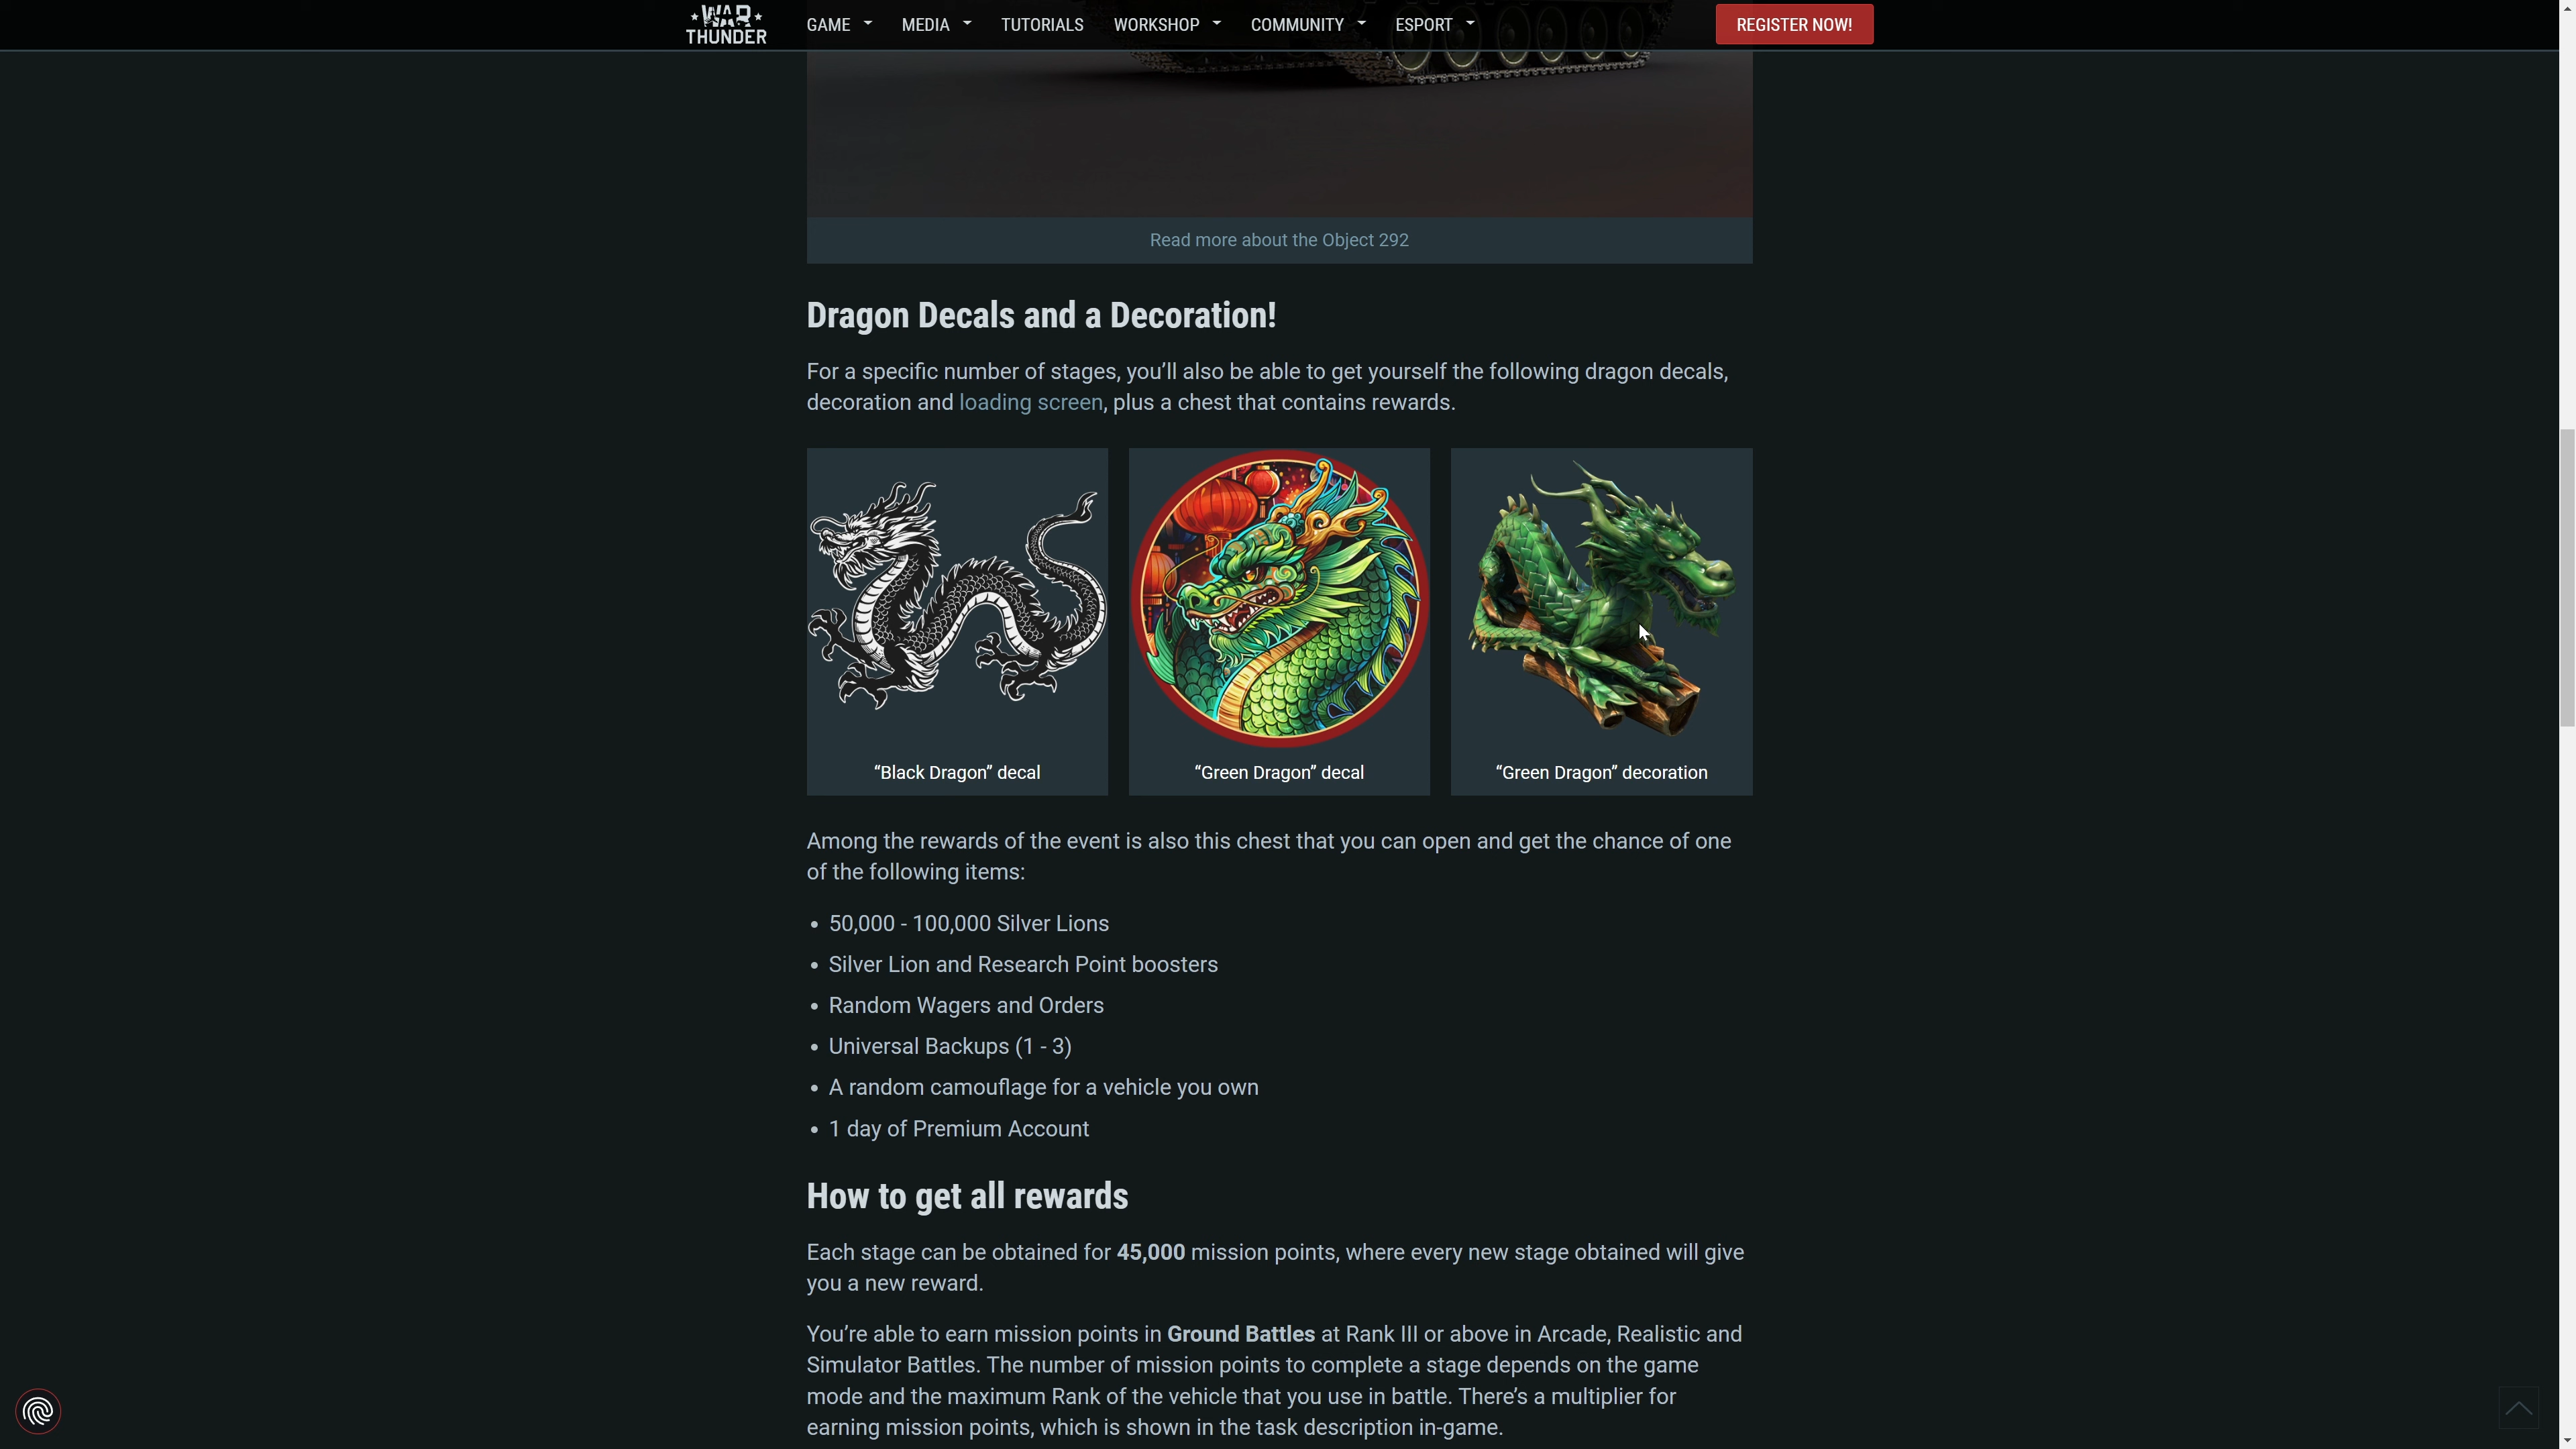 WAR
THUNDER
GAME
MEDIA
TUTORIALS
WORKSHOP
COMMUNITY
ESPORT
REGISTER NOW!
Read more about the Object 292
Dragon Decals and a Decoration!
For a specific number of stages, you’ll also be able to get yourself the following dragon decals,
decoration and loading screen, plus a chest that contains rewards.
“Black Dragon” decal
“Green Dragon” decal
“Green Dragon” decoration
Among the rewards of the event is also this chest that you can open and get the chance of one
of the following items:
• 50,000 - 100,000 Silver Lions
• Silver Lion and Research Point boosters
• Random Wagers and Orders
• Universal Backups (1 - 3)
• A random camouflage for a vehicle you own
• 1 day of Premium Account
How to get all rewards
Each stage can be obtained for 45,000 mission points, where every new stage obtained will give
you a new reward.
You’re able to earn mission points in Ground Battles at Rank III or above in Arcade, Realistic and
Simulator Battles. The number of mission points to complete a stage depends on the game
mode and the maximum Rank of the vehicle that you use in battle. There’s a multiplier for
earning mission points, which is shown in the task description in-game.